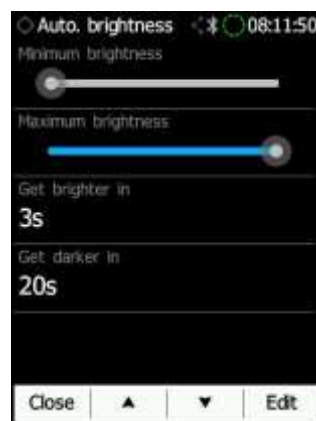 Auto. brightness 08:11:50
Minimum brightness
Maximum brightness
Get brighter in
3s
Get darker in
20s
Close ▲ ▼ Edit